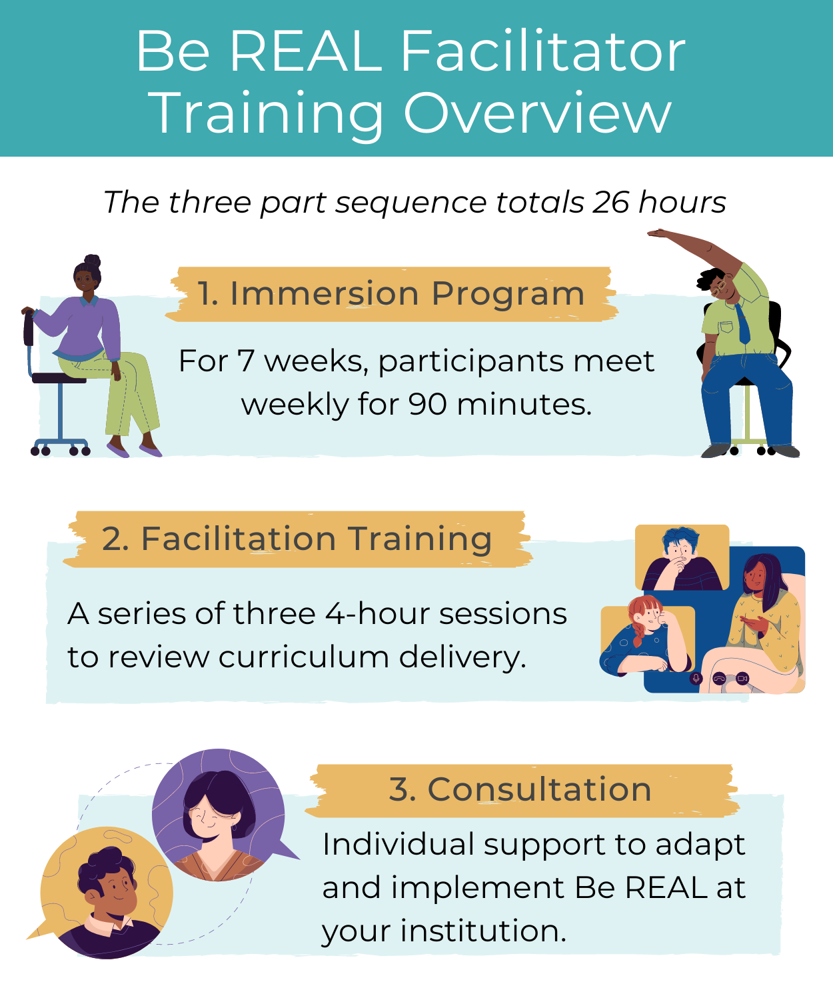 Be REAL Facilitator
Training Overview
The three part sequence totals 26 hours
1. Immersion Program
For 7 weeks, participants meet
weekly for 90 minutes.
2. Facilitation Training
A series of three 4-hour sessions
to review curriculum delivery.
3. Consultation
Individual support to adapt
and implement Be REAL at
your institution.